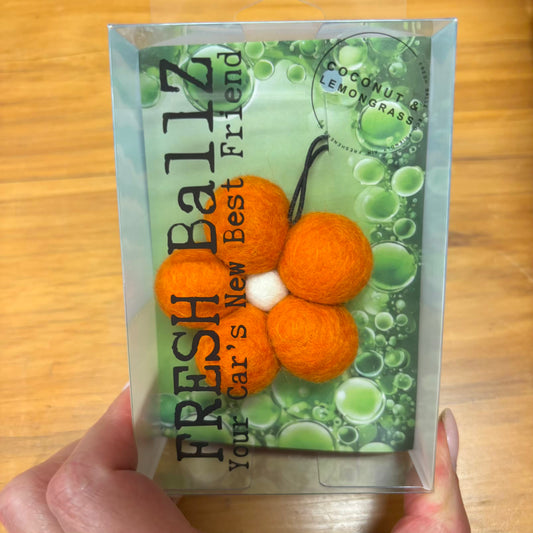 FRESH BallZ
Your Car's New Best Friend
COCONUT &
LEMONGRASS